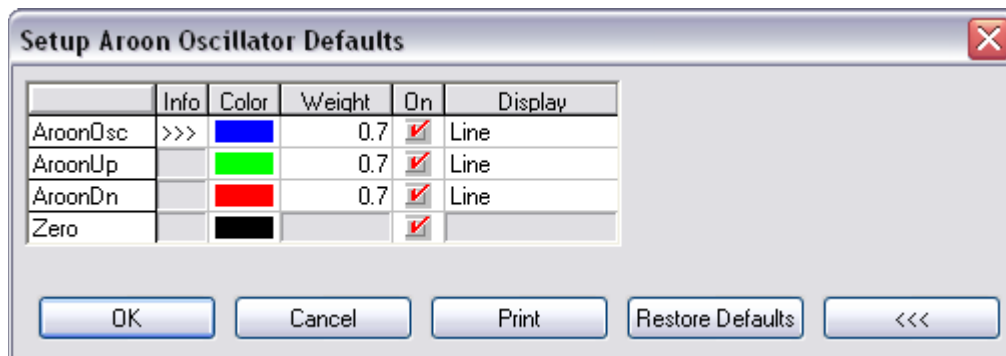 Setup Aroon Oscillator Defaults
Info Color Weight On Display
AroonOsc >>> 0.7 Line
AroonUp 0.7 Line
AroonDn 0.7 Line
Zero
OK Cancel Print Restore Defaults <<<